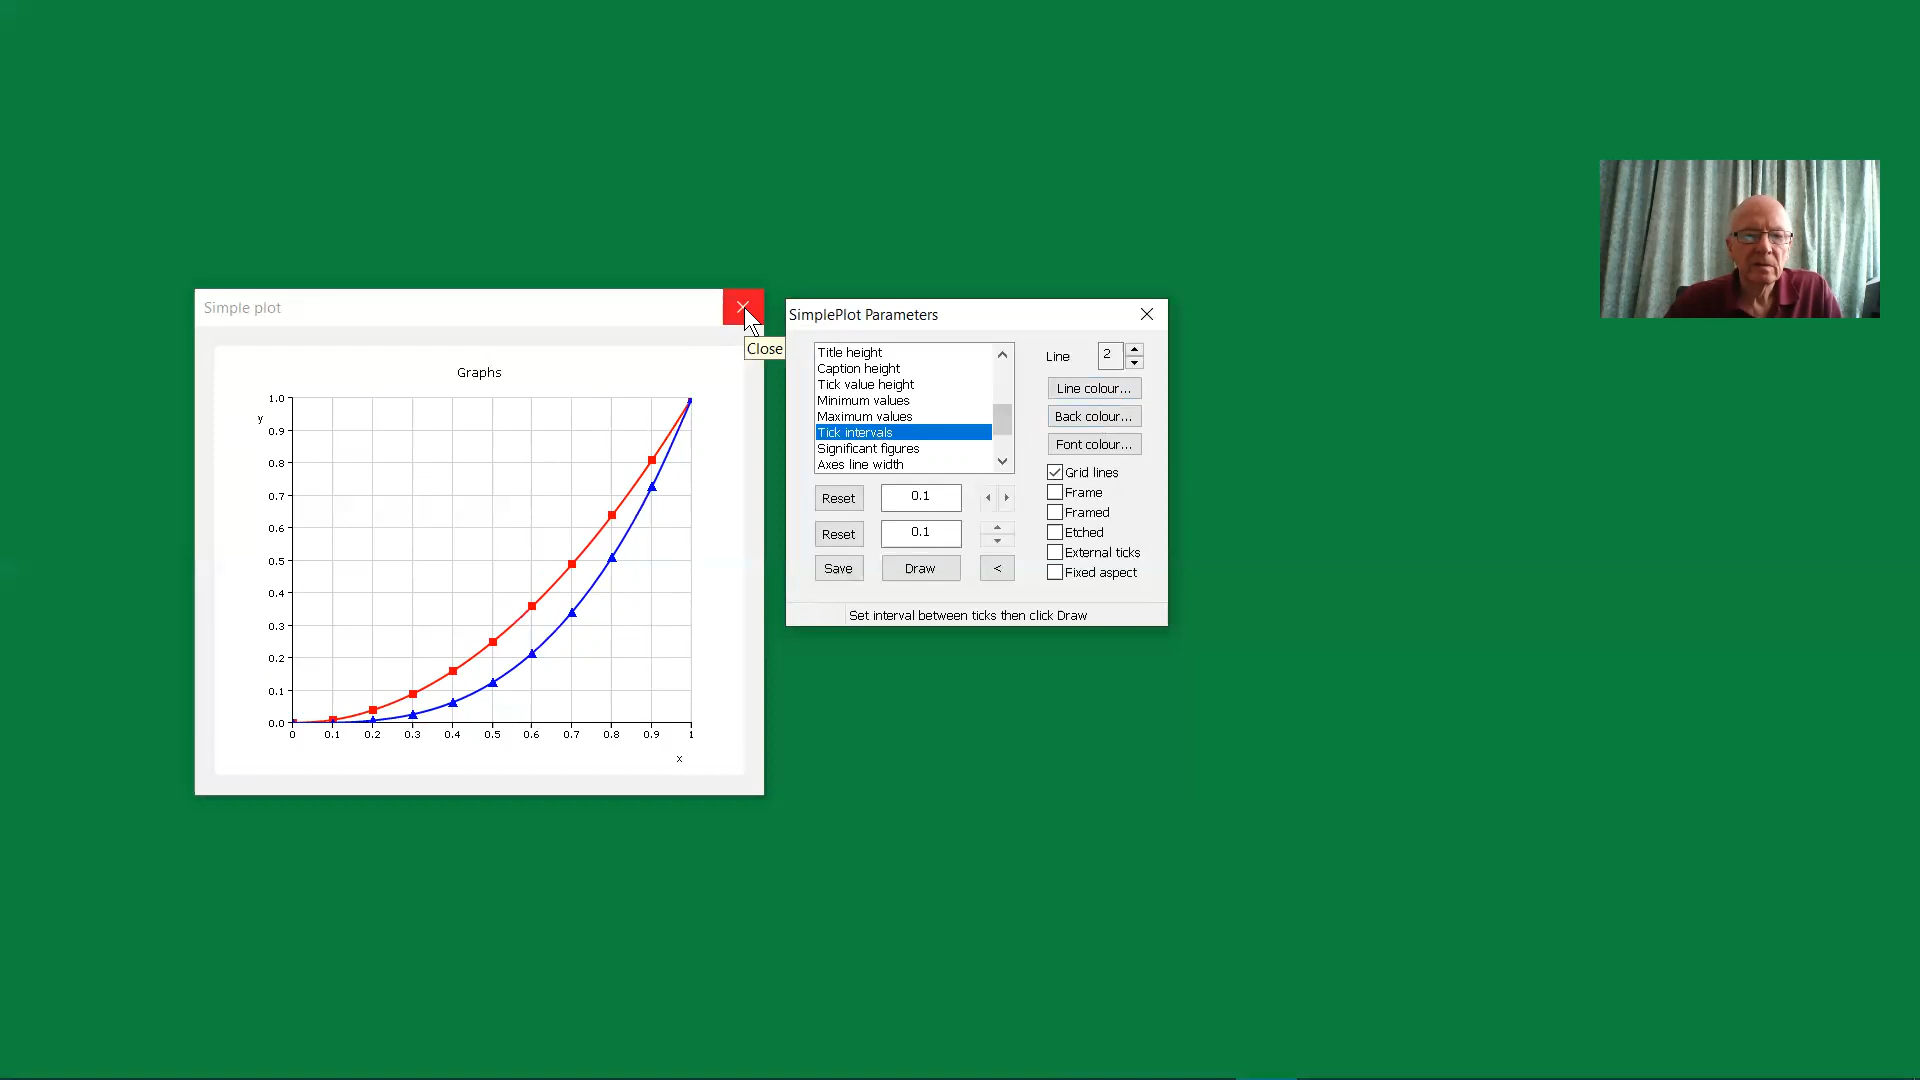 Simple plot
Close
Graphs
y
1.0
0.9
0.8
0.7
0.6
0.5
0.4
0.3
0.2
0.1
0.0
0 0.1 0.2 0.3 0.4 0.5 0.6 0.7 0.8 0.9 1
x
SimplePlot Parameters
Title height
Caption height
Tick value height
Minimum values
Maximum values
Tick intervals
Significant figures
Axes line width
Reset 0.1
Reset 0.1
Save Draw <
Line 2
Line colour...
Back colour...
Font colour...
Grid lines
Frame
Framed
Etched
External ticks
Fixed aspect
Set interval between ticks then click Draw